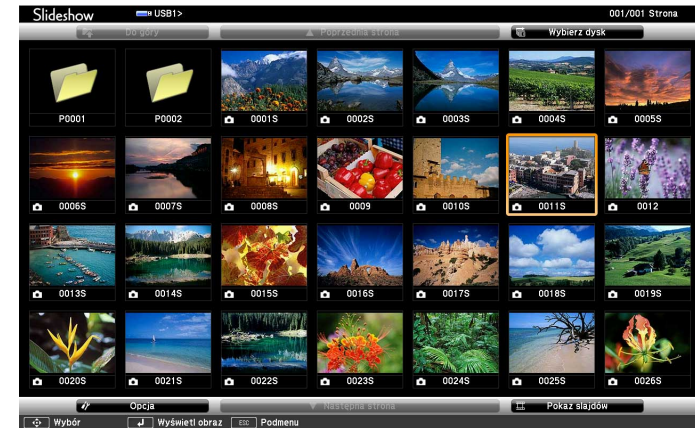 Slideshow USB1> 001/001 Strona
Do góry Poprzednia strona Wybierz dysk
P0001 P0002 0001S 0002S 0003S 0004S 0005S
0006S 0007S 0008S 0009 0010S 0011S 0012
0013S 0014S 0015S 0016S 0017S 0018S 0019S
0020S 0021S 0022S 0023S 0024S 0025S 0026S
Opcja Następna strona Pokaz slajdów
Wybór Wyświetl obraz ESC Podmenu